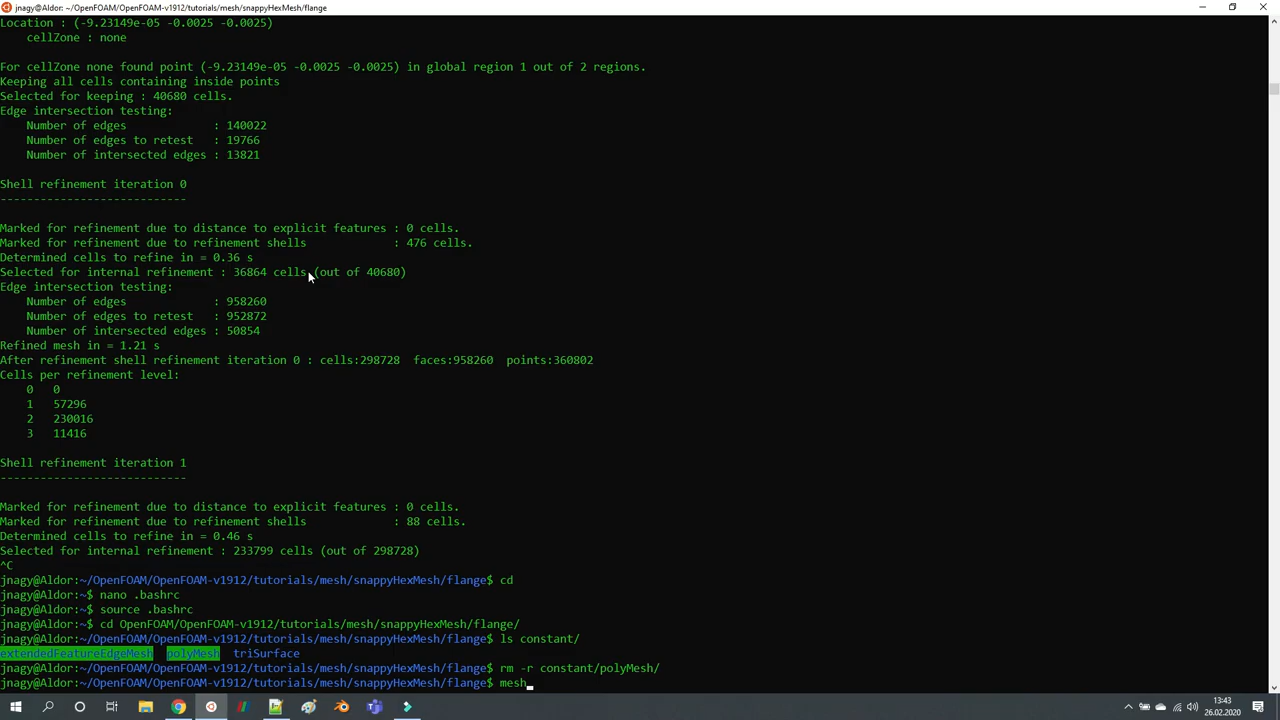 jnagy@Aldor: ~/OpenFOAM/OpenFOAM-v1912/tutorials/mesh/snappyHexMesh/flange
Location : (-9.23149e-05 -0.0025 -0.0025)
cellZone : none
For cellZone none found point (-9.23149e-05 -0.0025 -0.0025) in global region 1 out of 2 regions.
Keeping all cells containing inside points
Selected for keeping : 40680 cells.
Edge intersection testing:
Number of edges : 140022
Number of edges to retest : 19766
Number of intersected edges : 13821
Shell refinement iteration 0
----------------------------
Marked for refinement due to distance to explicit features : 0 cells.
Marked for refinement due to refinement shells : 476 cells.
Determined cells to refine in = 0.36 s
Selected for internal refinement : 36864 cells (out of 40680)
Edge intersection testing:
Number of edges : 958260
Number of edges to retest : 952872
Number of intersected edges : 50854
Refined mesh in = 1.21 s
After refinement shell refinement iteration 0 : cells:298728 faces:958260 points:360802
Cells per refinement level:
0 0
1 57296
2 230016
3 11416
Shell refinement iteration 1
----------------------------
Marked for refinement due to distance to explicit features : 0 cells.
Marked for refinement due to refinement shells : 88 cells.
Determined cells to refine in = 0.46 s
Selected for internal refinement : 233799 cells (out of 298728)
^C
jnagy@Aldor:~/OpenFOAM/OpenFOAM-v1912/tutorials/mesh/snappyHexMesh/flange$ cd
jnagy@Aldor:~$ nano .bashrc
jnagy@Aldor:~$ source .bashrc
jnagy@Aldor:~$ cd OpenFOAM/OpenFOAM-v1912/tutorials/mesh/snappyHexMesh/flange/
jnagy@Aldor:~/OpenFOAM/OpenFOAM-v1912/tutorials/mesh/snappyHexMesh/flange$ ls constant/
extendedFeatureEdgeMesh polyMesh triSurface
jnagy@Aldor:~/OpenFOAM/OpenFOAM-v1912/tutorials/mesh/snappyHexMesh/flange$ rm -r constant/polyMesh/
jnagy@Aldor:~/OpenFOAM/OpenFOAM-v1912/tutorials/mesh/snappyHexMesh/flange$ mesh
13:43
26.02.2020